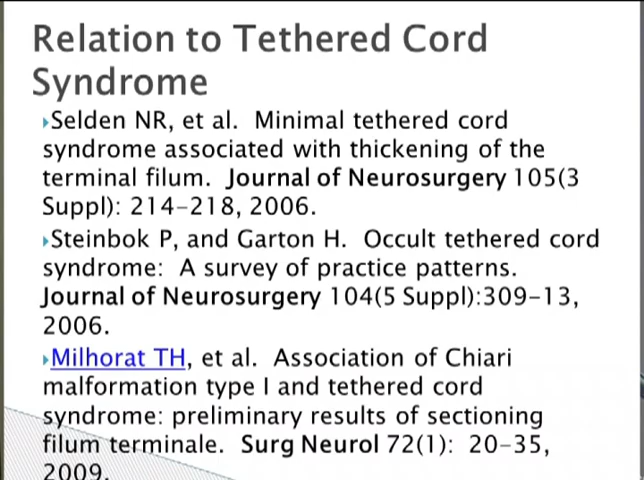 Relation to Tethered Cord
Syndrome
Selden NR, et al. Minimal tethered cord
syndrome associated with thickening of the
terminal filum. Journal of Neurosurgery 105(3
Suppl): 214-218, 2006.
Steinbok P, and Garton H. Occult tethered cord
syndrome: A survey of practice patterns.
Journal of Neurosurgery 104(5 Suppl):309-13,
2006.
Milhorat TH, et al. Association of Chiari
malformation type I and tethered cord
syndrome: preliminary results of sectioning
filum terminale. Surg Neurol 72(1): 20-35,
2009.